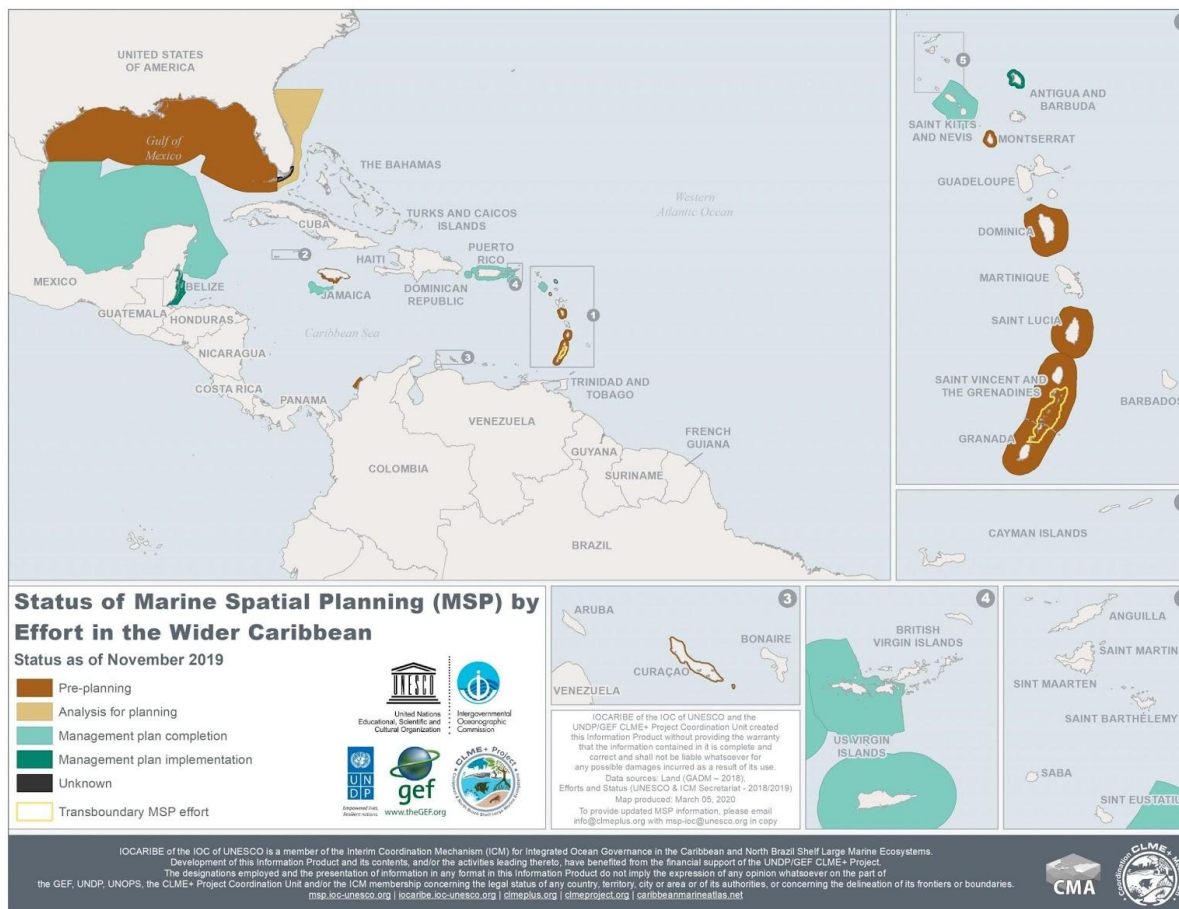 UNITED STATES
OF AMERICA
Gulf of
Mexico
THE BAHAMAS
Western
Atlantic Ocean
TURKS AND CAICOS
ISLANDS
CUBA
2
HAITI
PUERTO
RICO
4
MEXICO
BELIZE
JAMAICA
DOMINICAN
REPUBLIC
GUATEMALA
HONDURAS
Caribbean Sea
1
NICARAGUA
3
COSTA RICA
PANAMA
TRINIDAD AND
TOBAGO
VENEZUELA
FRENCH
GUIANA
GUYANA
SURINAME
COLOMBIA
BRAZIL
5
ANTIGUA AND
BARBUDA
SAINT KITTS
AND NEVIS
MONTSERRAT
GUADELOUPE
DOMINICA
MARTINIQUE
SAINT LUCIA
SAINT VINCENT AND
THE GRENADINES
BARBADOS
GRANADA
CAYMAN ISLANDS
Status of Marine Spatial Planning (MSP) by
Effort in the Wider Caribbean
Status as of November 2019
Pre-planning
Analysis for planning
Management plan completion
Management plan implementation
Unknown
Transboundary MSP effort
UNESCO
United Nations
Educational, Scientific and
Cultural Organization
Intergovernmental
Oceanographic
Commission
U N
D P
Empowered lives.
Resilient nations.
gef
www.theGEF.org
CLME+ Project
3
ARUBA
BONAIRE
CURAÇAO
VENEZUELA
IOCARIBE of the IOC of UNESCO and the
UNDP/GEF CLME+ Project Coordination Unit created
this Information Product without providing the warranty
that the information contained in it is complete and
correct and shall not be liable whatsoever for
any possible damages incurred as a result of its use.
Data sources: Land (GADM – 2018),
Efforts and Status (UNESCO & ICM Secretariat - 2018/2019)
Map produced: March 05, 2020
To provide updated MSP information, please email
info@clmeplus.org with msp-ioc@unesco.org in copy
4
BRITISH
VIRGIN ISLANDS
US VIRGIN
ISLANDS
ANGUILLA
SAINT MARTIN
SINT MAARTEN
SAINT BARTHÉLEMY
SABA
SINT EUSTATIU
IOCARIBE of the IOC of UNESCO is a member of the Interim Coordination Mechanism (ICM) for Integrated Ocean Governance in the Caribbean and North Brazil Shelf Large Marine Ecosystems.
Development of this Information Product and its contents, and/or the activities leading thereto, have benefited from the financial support of the UNDP/GEF CLME+ Project.
The designations employed and the presentation of information in any format in this Information Product do not imply the expression of any opinion whatsoever on the part of
the GEF, UNDP, UNOPS, the CLME+ Project Coordination Unit and/or the ICM membership concerning the legal status of any country, territory, city or area or of its authorities, or concerning the delineation of its frontiers or boundaries.
msp.ioc-unesco.org | iocaribe.ioc-unesco.org | clmeplus.org | clmeproject.org | caribbeanmarineatlas.net
CMA
CLME+